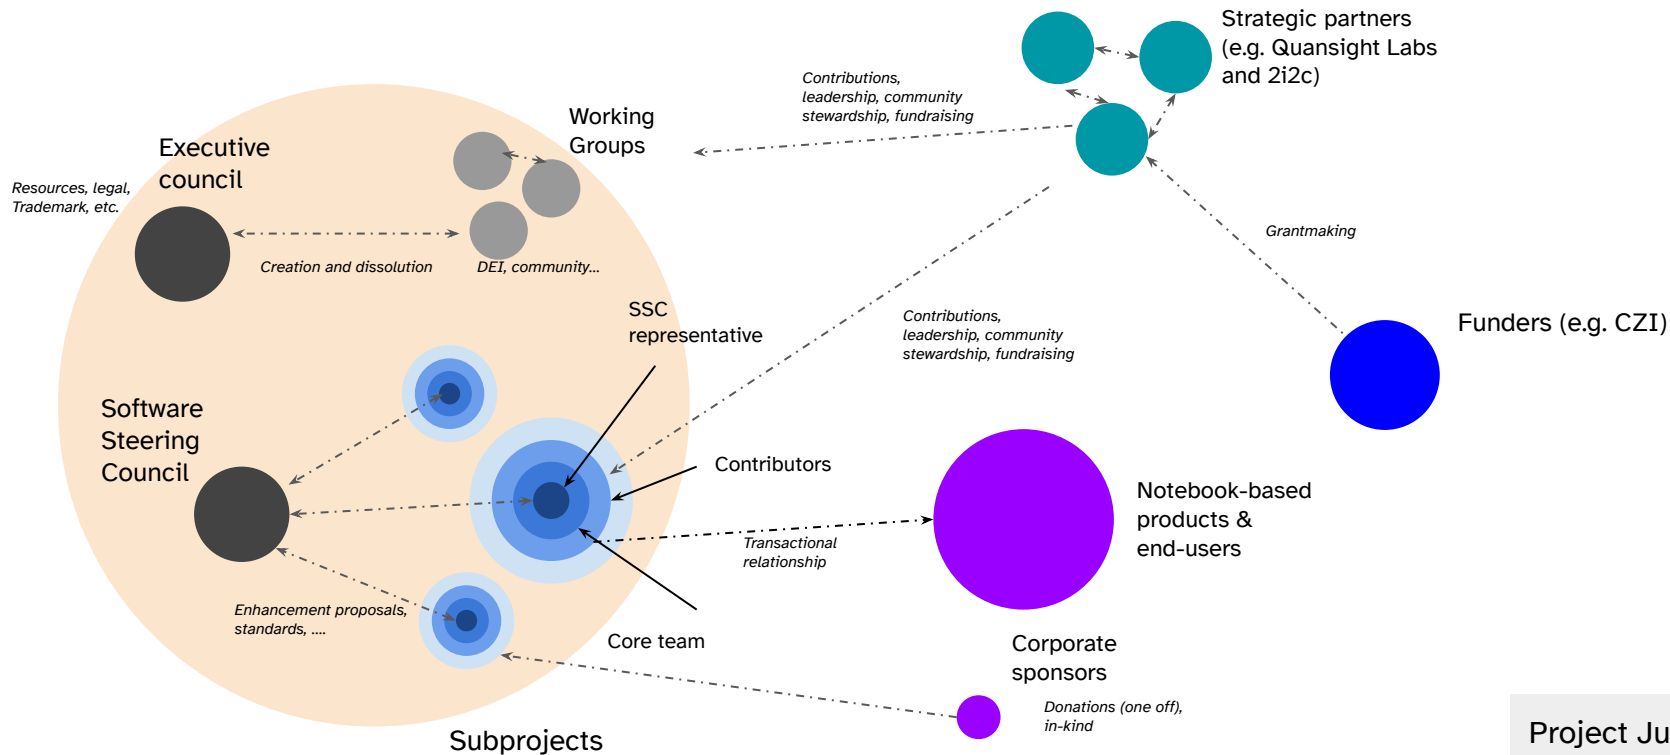 Strategic partners
(e.g. Quansight Labs
and 2i2c)
Contributions,
leadership, community
stewardship, fundraising
Working
Groups
Executive
council
Resources, legal,
Trademark, etc.
Grantmaking
Creation and dissolution
DEI, community...
SSC
representative
Contributions,
leadership, community
stewardship, fundraising
Funders (e.g. CZI)
Software
Steering
Council
Contributors
Notebook-based
products &
end-users
Transactional
relationship
Enhancement proposals,
standards, ....
Core team
Corporate
sponsors
Donations (one off),
in-kind
Subprojects
Project Ju